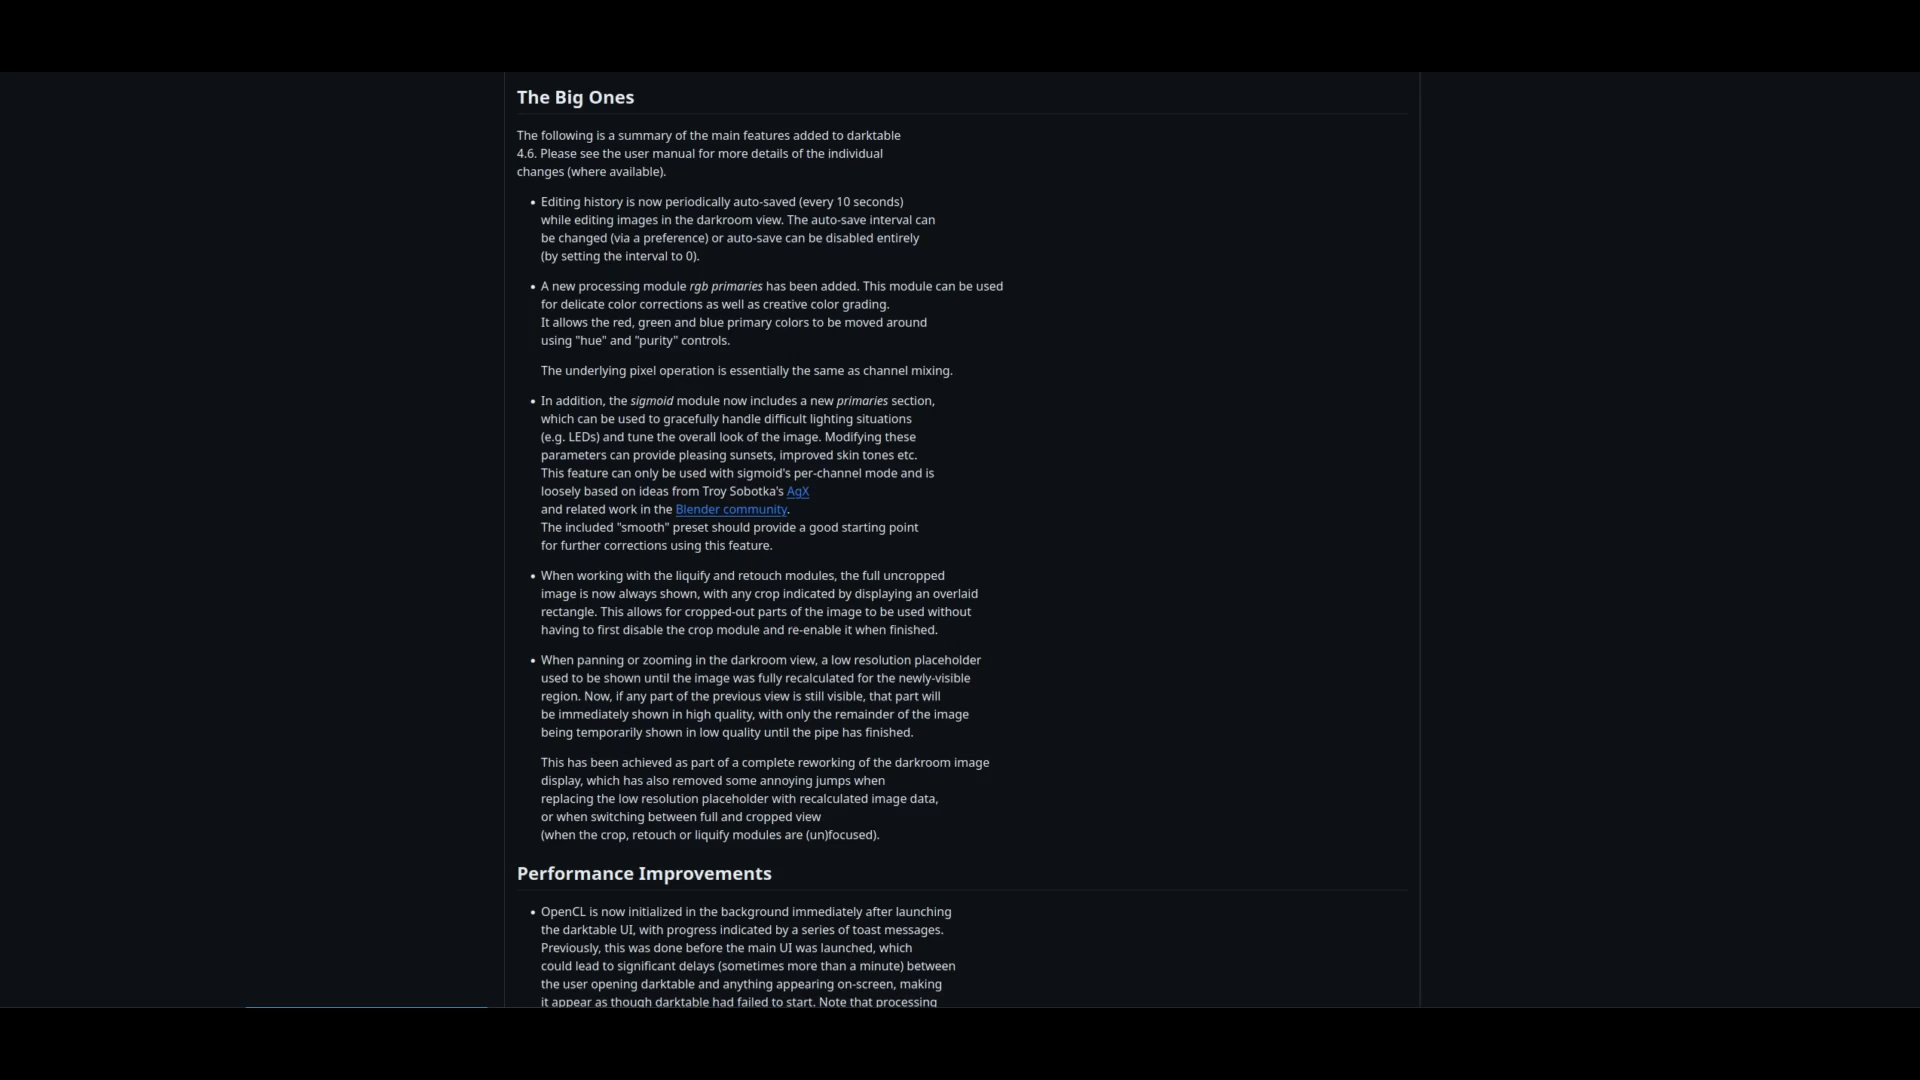 The Big Ones
The following is a summary of the main features added to darktable
4.6. Please see the user manual for more details of the individual
changes (where available).
• Editing history is now periodically auto-saved (every 10 seconds)
while editing images in the darkroom view. The auto-save interval can
be changed (via a preference) or auto-save can be disabled entirely
(by setting the interval to 0).
• A new processing module rgb primaries has been added. This module can be used
for delicate color corrections as well as creative color grading.
It allows the red, green and blue primary colors to be moved around
using "hue" and "purity" controls.
The underlying pixel operation is essentially the same as channel mixing.
• In addition, the sigmoid module now includes a new primaries section,
which can be used to gracefully handle difficult lighting situations
(e.g. LEDs) and tune the overall look of the image. Modifying these
parameters can provide pleasing sunsets, improved skin tones etc.
This feature can only be used with sigmoid's per-channel mode and is
loosely based on ideas from Troy Sobotka's AgX
and related work in the Blender community.
The included "smooth" preset should provide a good starting point
for further corrections using this feature.
• When working with the liquify and retouch modules, the full uncropped
image is now always shown, with any crop indicated by displaying an overlaid
rectangle. This allows for cropped-out parts of the image to be used without
having to first disable the crop module and re-enable it when finished.
• When panning or zooming in the darkroom view, a low resolution placeholder
used to be shown until the image was fully recalculated for the newly-visible
region. Now, if any part of the previous view is still visible, that part will
be immediately shown in high quality, with only the remainder of the image
being temporarily shown in low quality until the pipe has finished.
This has been achieved as part of a complete reworking of the darkroom image
display, which has also removed some annoying jumps when
replacing the low resolution placeholder with recalculated image data,
or when switching between full and cropped view
(when the crop, retouch or liquify modules are (un)focused).
Performance Improvements
• OpenCL is now initialized in the background immediately after launching
the darktable UI, with progress indicated by a series of toast messages.
Previously, this was done before the main UI was launched, which
could lead to significant delays (sometimes more than a minute) between
the user opening darktable and anything appearing on-screen, making
it appear as though darktable had failed to start. Note that processing